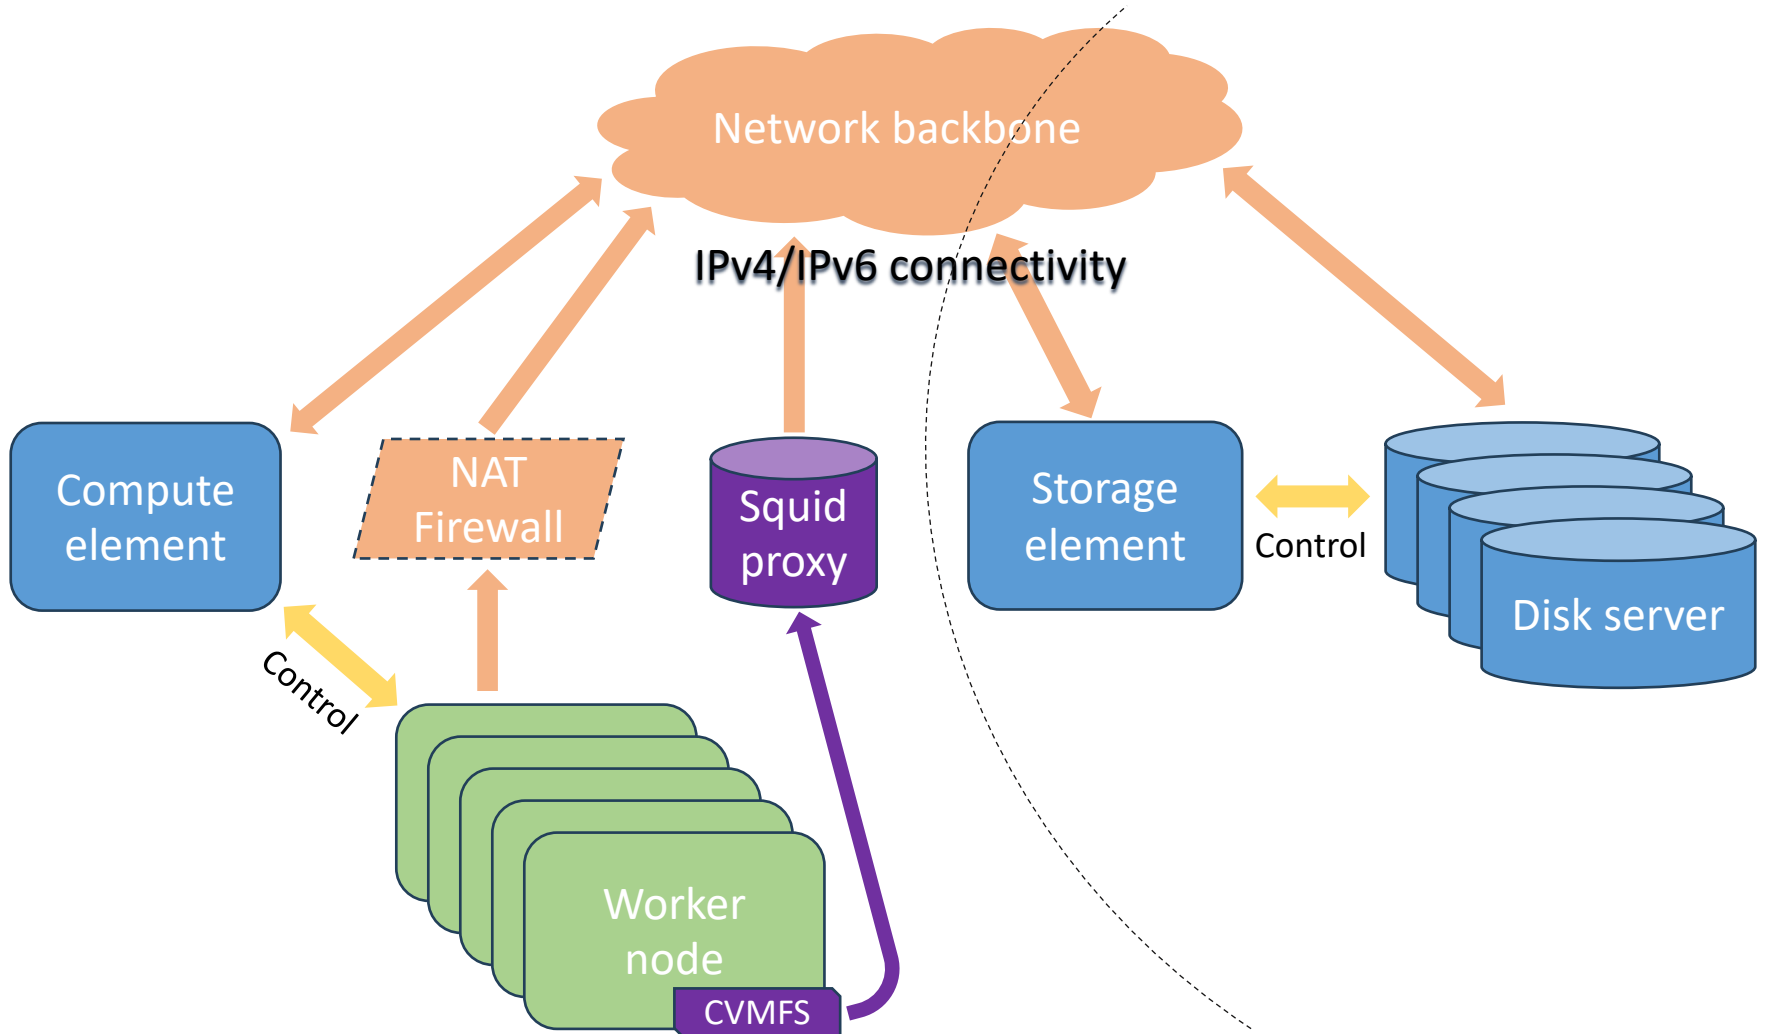 Network backbone
IPv4/IPv6 connectivity
Compute
element
NAT
Firewall
Squid
proxy
Storage
element
Control
Disk server
Control
Worker
node
CVMFS